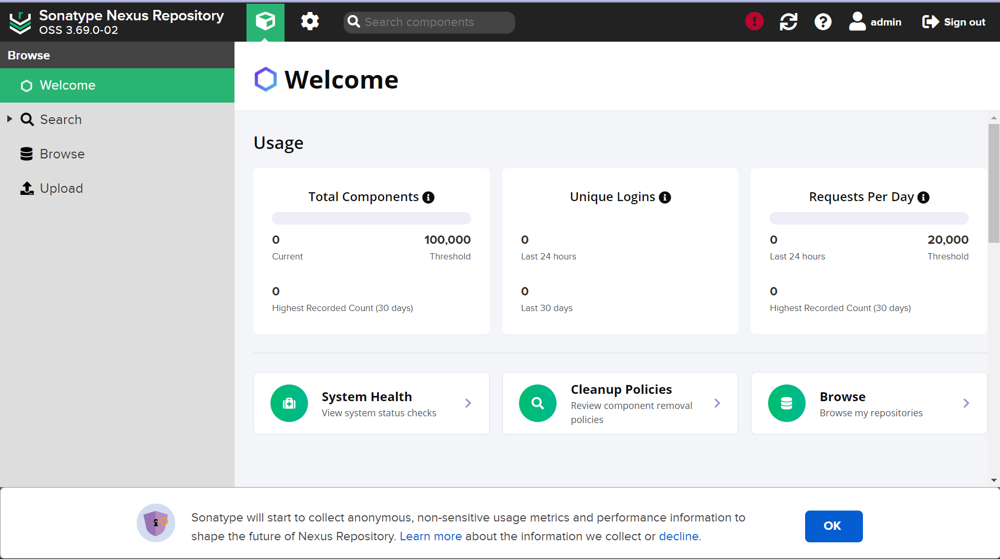 Sonatype Nexus Repository
OSS 3.69.0-02
Search components
admin
Sign out
Browse
Welcome
Search
Browse
Upload
Welcome
Usage
Total Components
0 100,000
Current Threshold
0
Highest Recorded Count (30 days)
Unique Logins
0
Last 24 hours
0
Last 30 days
Requests Per Day
0 20,000
Last 24 hours Threshold
0
Highest Recorded Count (30 days)
System Health
View system status checks
Cleanup Policies
Review component removal
policies
Browse
Browse my repositories
Sonatype will start to collect anonymous, non-sensitive usage metrics and performance information to
shape the future of Nexus Repository. Learn more about the information we collect or decline.
OK